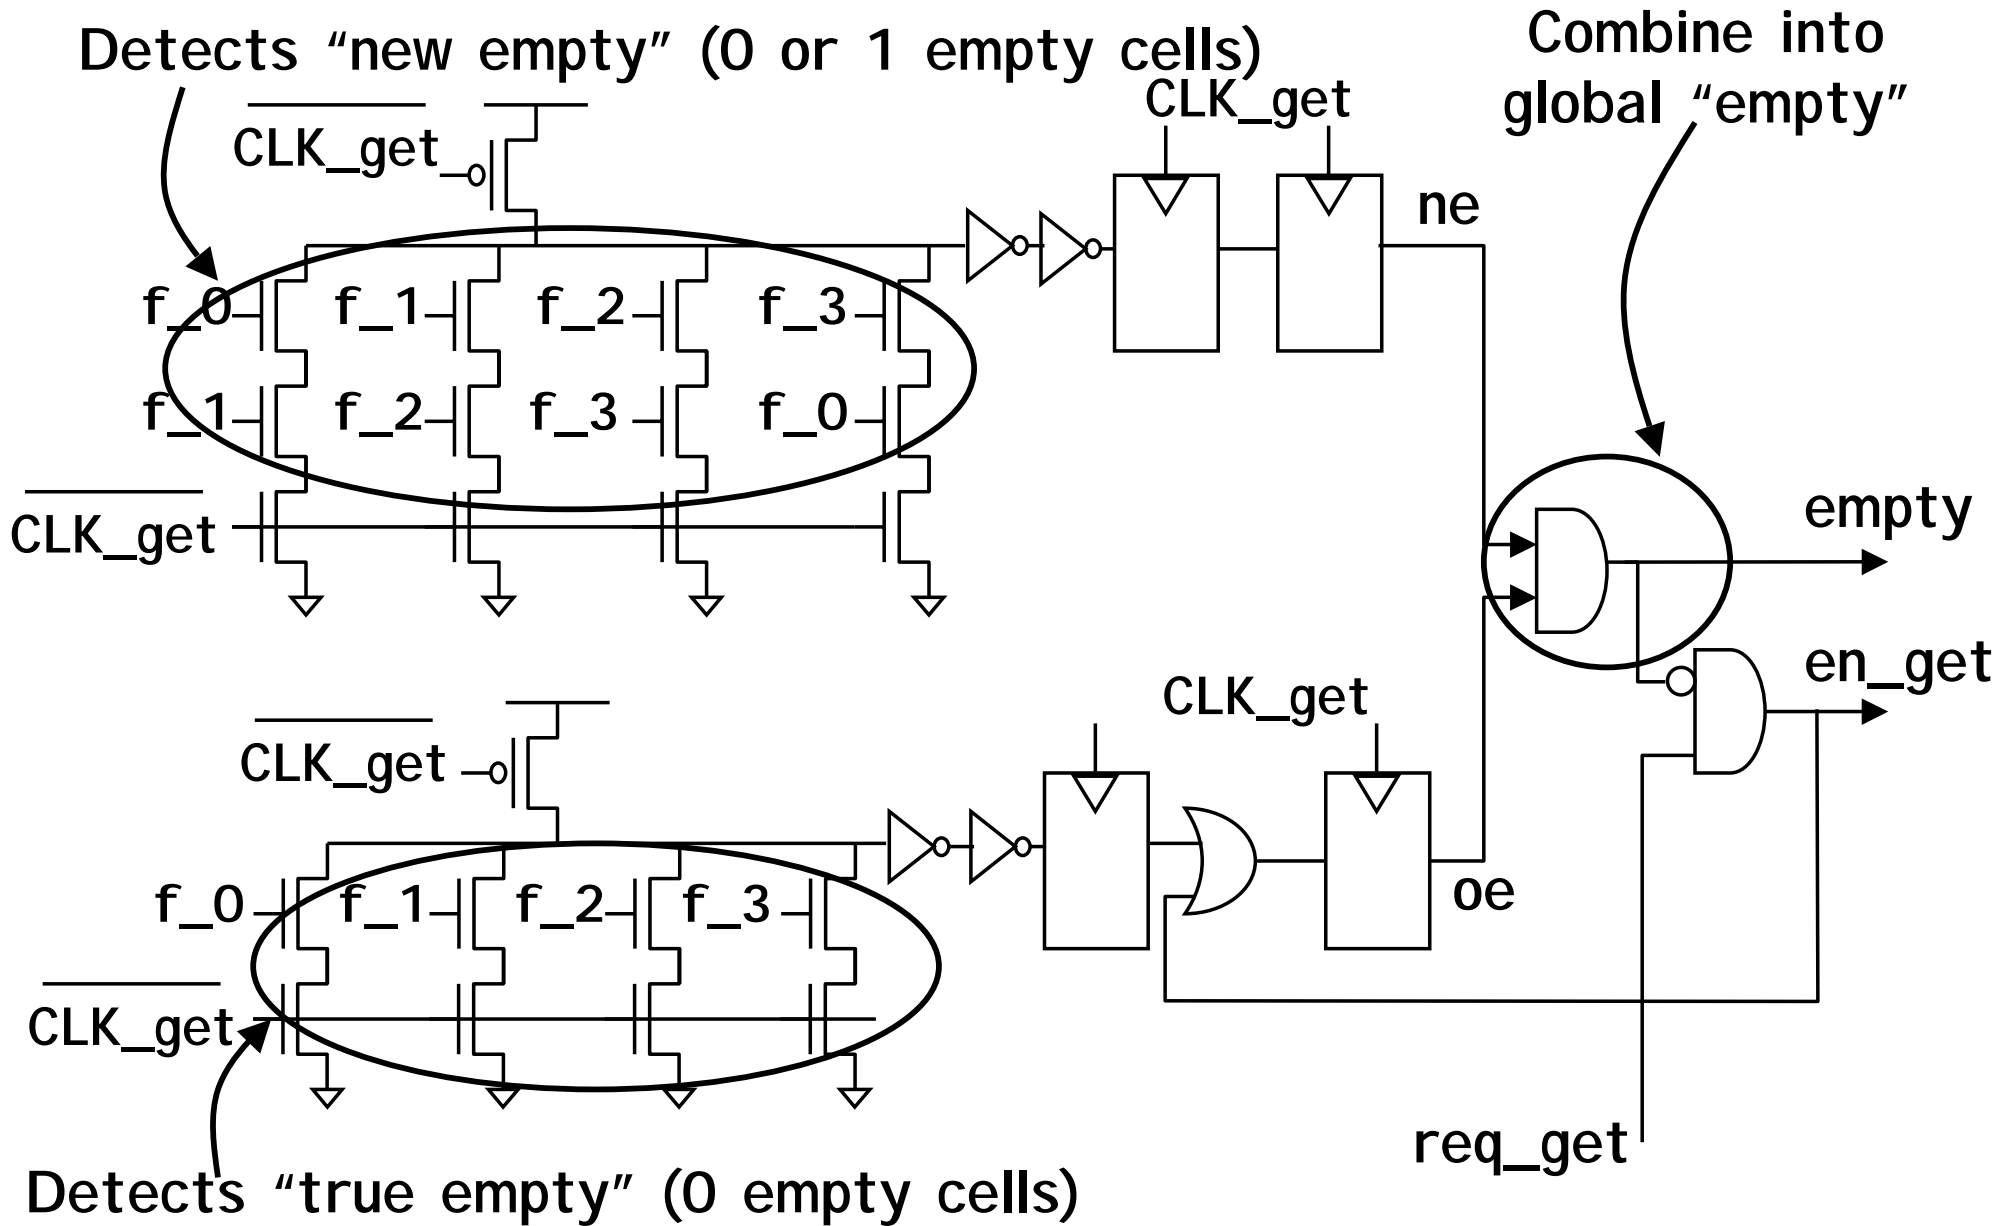 Detects “new empty” (0 or 1 empty cells)
Combine into
global “empty”
CLK_get
CLK_get
ne
f_0
f_1
f_2
f_3
f_1
f_2
f_3
f_0
CLK_get
empty
en_get
CLK_get
CLK_get
oe
f_0
f_1
f_2
f_3
CLK_get
req_get
Detects “true empty” (0 empty cells)